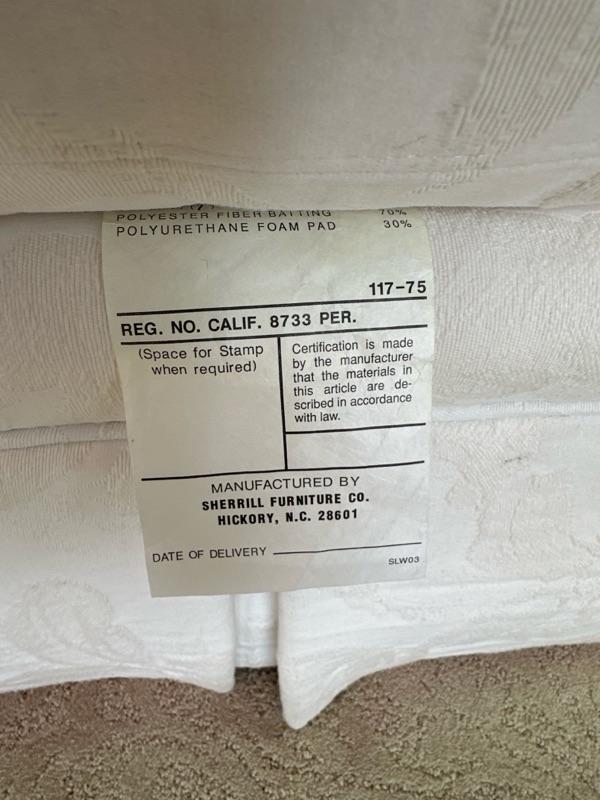 POLYESTER FIBER BATTING 70%
POLYURETHANE FOAM PAD 30%
117-75
REG. NO. CALIF. 8733 PER.
(Space for Stamp
when required)
Certification is made
by the manufacturer
that the materials in
this article are de-
scribed in accordance
with law.
MANUFACTURED BY
SHERRILL FURNITURE CO.
HICKORY, N.C. 28601
DATE OF DELIVERY
SLW03